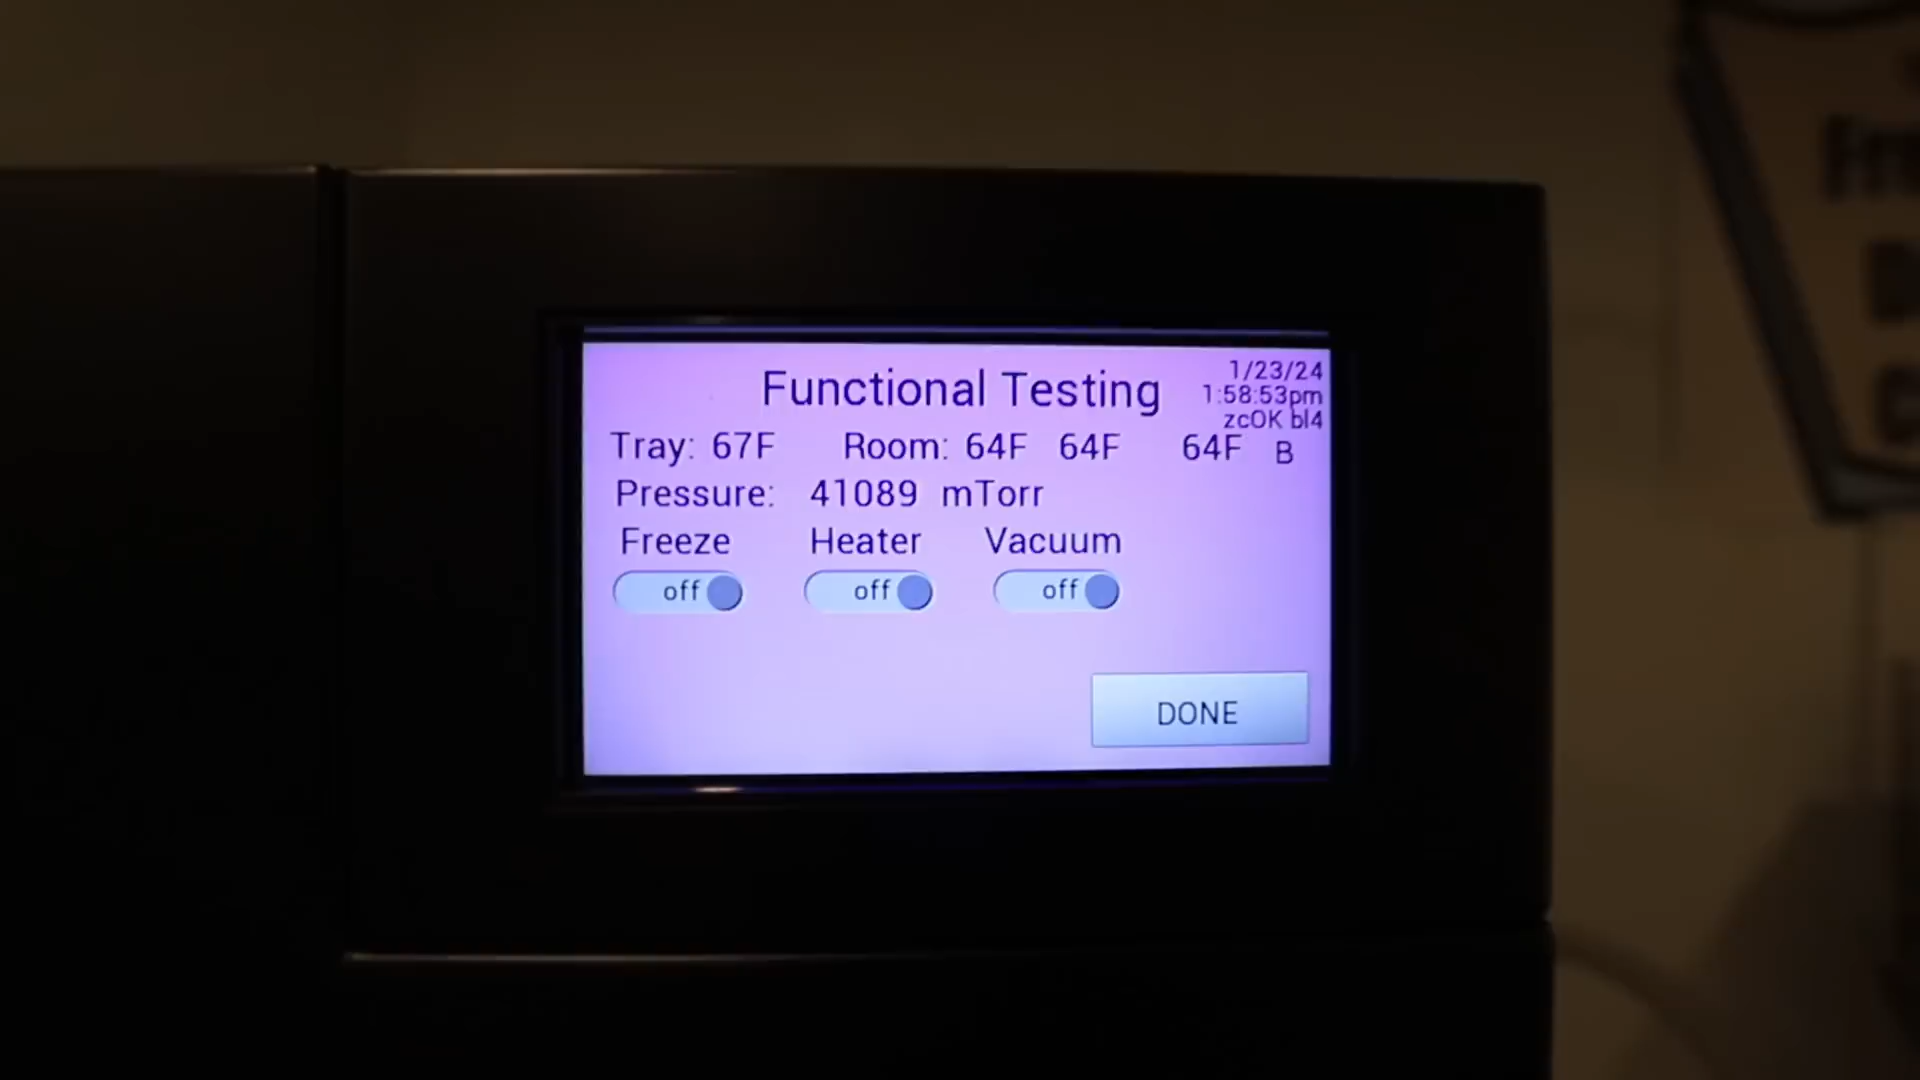 Functional Testing
1/23/24
1:58:53pm
zcOK bl4
Tray: 67F Room: 64F 64F 64F B
Pressure: 41089 mTorr
Freeze Heater Vacuum
off off off
DONE